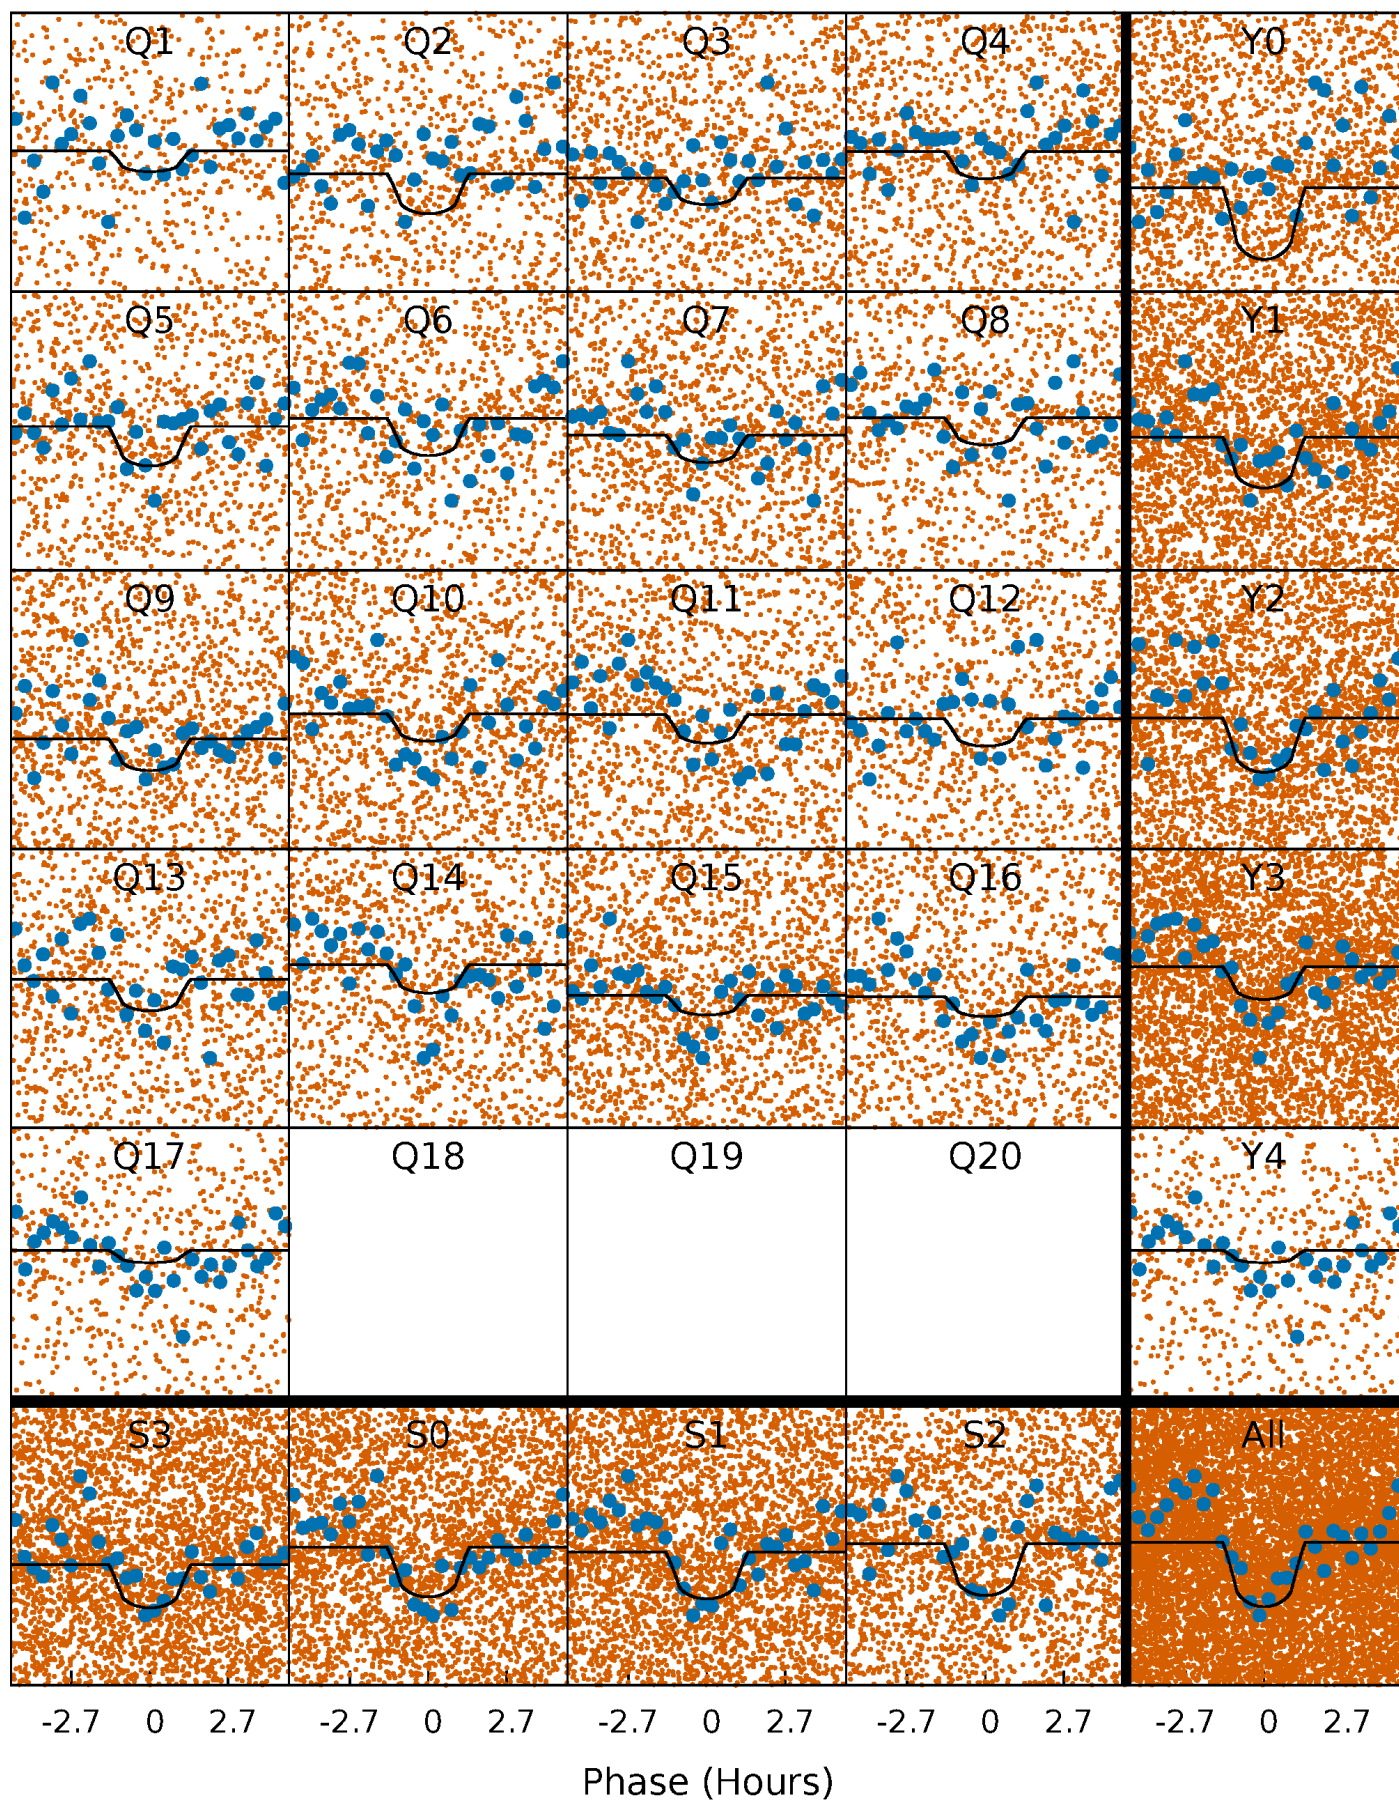 Q1 Q2 Q3 Q4 Y0
Q5 Q6 Q7 Q8 Y1
Q9 Q10 Q11 Q12 Y2
Q13 Q14 Q15 Q16 Y3
Q17 Q18 Q19 Q20 Y4
S3 S0 S1 S2 All
-2.7 0 2.7 -2.7 0 2.7 -2.7 0 2.7 -2.7 0 2.7 -2.7 0 2.7
Phase (Hours)